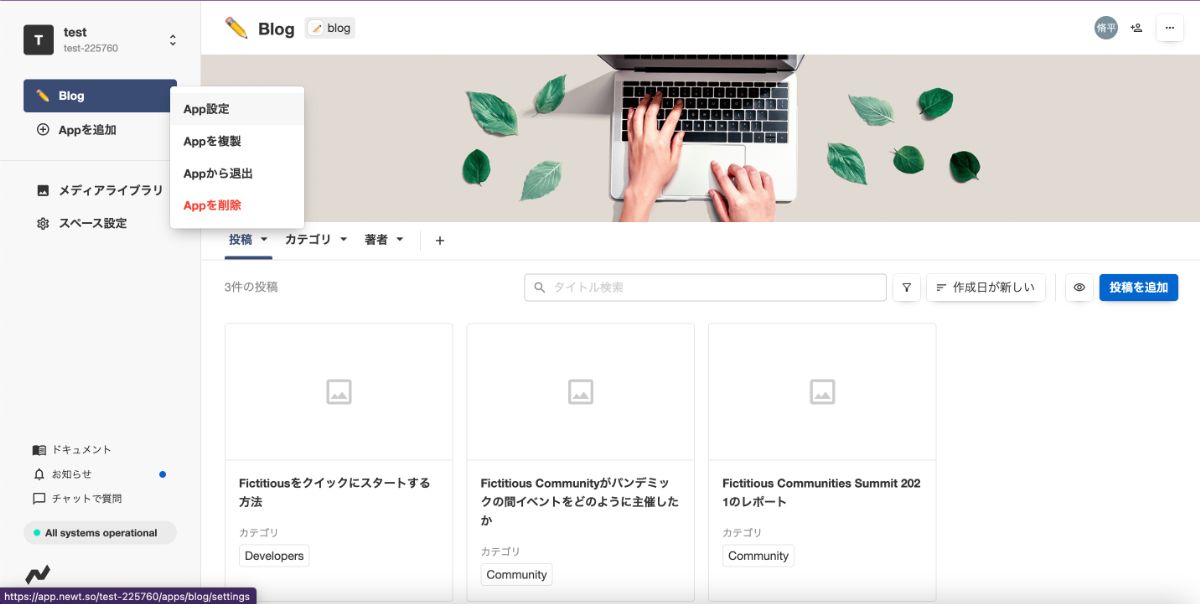 T
test
test-225760
Blog
Appを追加
メディアライブラリ
スペース設定
App設定
Appを複製
Appから退出
Appを削除
ドキュメント
お知らせ
チャットで質問
All systems operational
https://app.newt.so/test-225760/apps/blog/settings
Blog
blog
脩平
投稿
カテゴリ
著者
3件の投稿
タイトル検索
作成日が新しい
投稿を追加
Fictitiousをクイックにスタートする
方法
カテゴリ
Developers
Fictitious Communityがパンデミッ
クの間イベントをどのように主催した
か
カテゴリ
Community
Fictitious Communities Summit 202
1のレポート
カテゴリ
Community